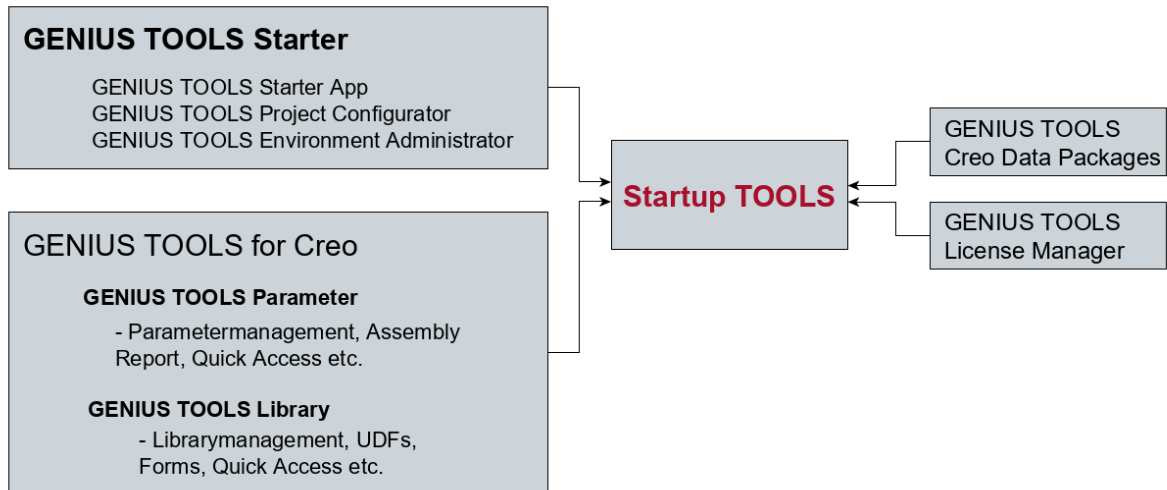 GENIUS TOOLS Starter
GENIUS TOOLS Starter App
GENIUS TOOLS Project Configurator
GENIUS TOOLS Environment Administrator
GENIUS TOOLS for Creo
GENIUS TOOLS Parameter
- Parametermanagement, Assembly
Report, Quick Access etc.
GENIUS TOOLS Library
- Librarymanagement, UDFs,
Forms, Quick Access etc.
Startup TOOLS
GENIUS TOOLS
Creo Data Packages
GENIUS TOOLS
License Manager